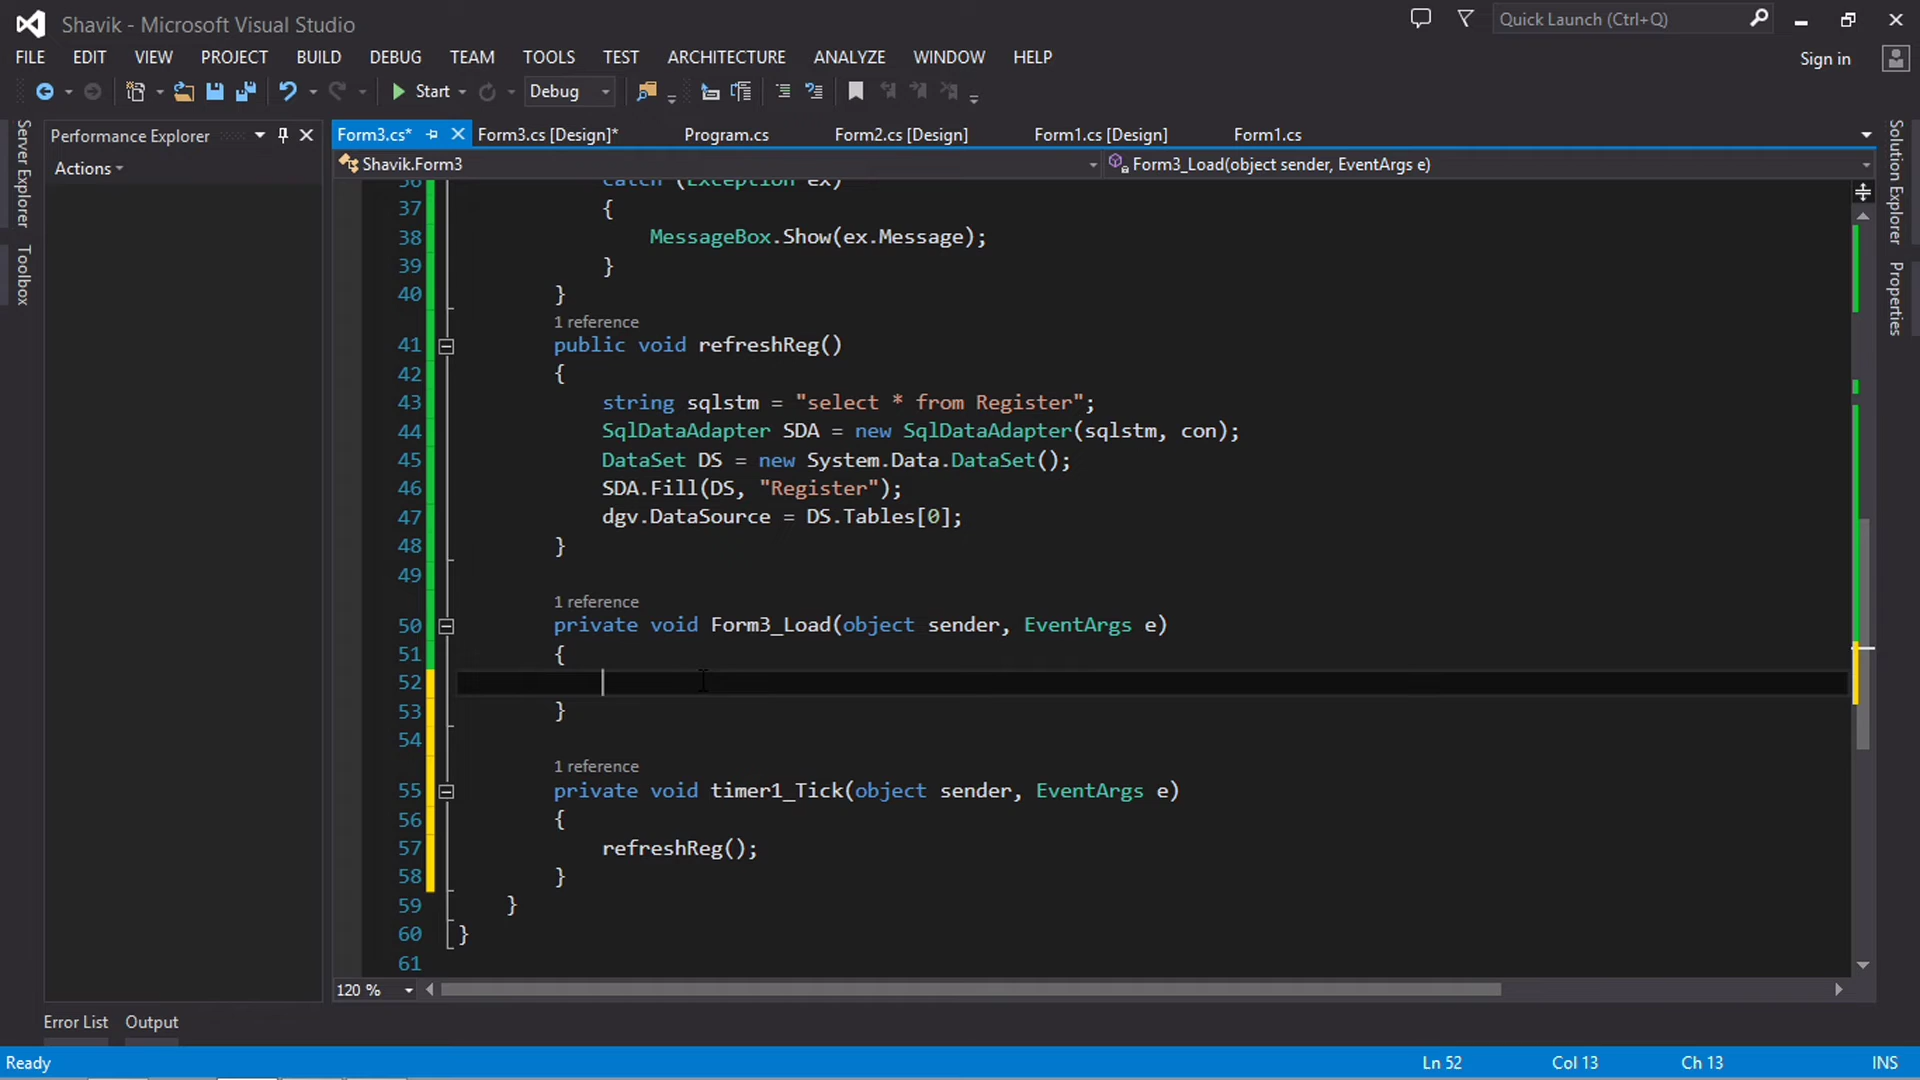 Shavik - Microsoft Visual Studio
Quick Launch (Ctrl+Q)
FILE EDIT VIEW PROJECT BUILD DEBUG TEAM TOOLS TEST ARCHITECTURE ANALYZE WINDOW HELP
Sign in
Start Debug
Server Explorer
Toolbox
Performance Explorer
Actions
Form3.cs* Form3.cs [Design]* Program.cs Form2.cs [Design] Form1.cs [Design] Form1.cs
Shavik.Form3 Form3_Load(object sender, EventArgs e)
36 catch (Exception ex)
37 {
38 MessageBox.Show(ex.Message);
39 }
40 }
1 reference
41 public void refreshReg()
42 {
43 string sqlstm = "select * from Register";
44 SqlDataAdapter SDA = new SqlDataAdapter(sqlstm, con);
45 DataSet DS = new System.Data.DataSet();
46 SDA.Fill(DS, "Register");
47 dgv.DataSource = DS.Tables[0];
48 }
49
1 reference
50 private void Form3_Load(object sender, EventArgs e)
51 {
52
53 }
54
1 reference
55 private void timer1_Tick(object sender, EventArgs e)
56 {
57 refreshReg();
58 }
59 }
60 }
61
120 %
Solution Explorer
Properties
Error List Output
Ready Ln 52 Col 13 Ch 13 INS